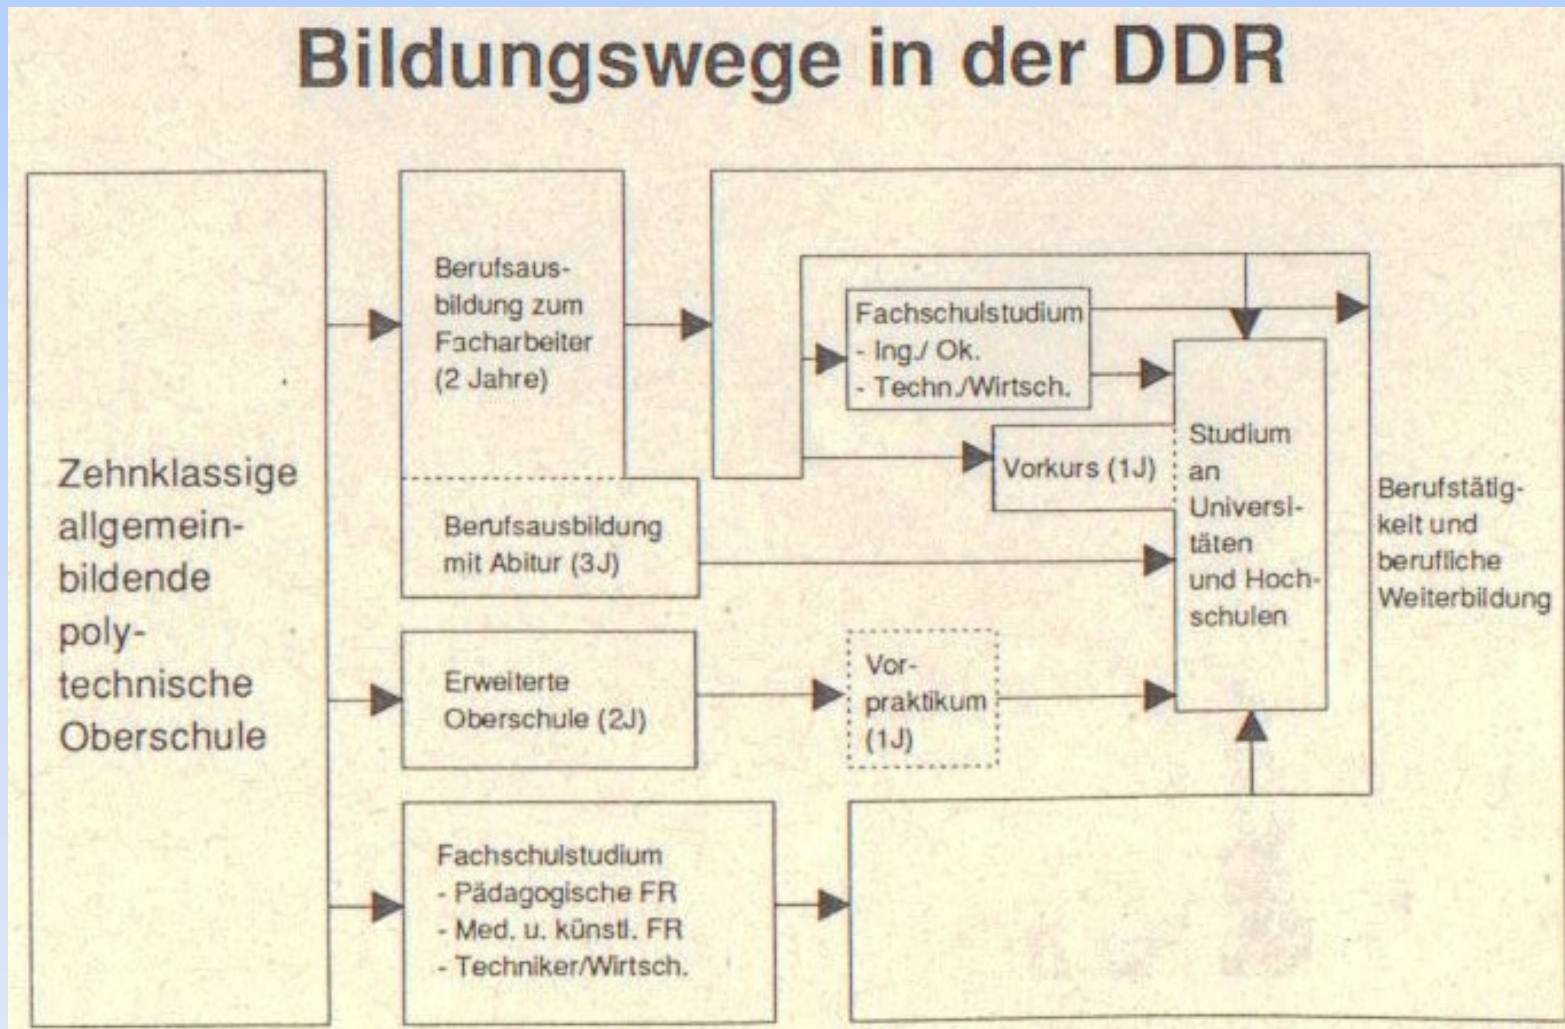 Bildungswege in der DDR
Zehnklassige
allgemein-
bildende
poly-
technische
Oberschule
Berufsaus-
bildung zum
Facharbeiter
(2 Jahre)
Berufsausbildung
mit Abitur (3J)
Erweiterte
Oberschule (2J)
Fachschulstudium
- Pädagogische FR
- Med. u. künstl. FR
- Techniker/Wirtsch.
Fachschulstudium
- Ing./ Ok.
- Techn./Wirtsch.
Vorkurs (1J)
Vor-
praktikum
(1J)
Studium
an
Universi-
täten
und Hoch-
schulen
Berufstätig-
keit und
berufliche
Weiterbildung